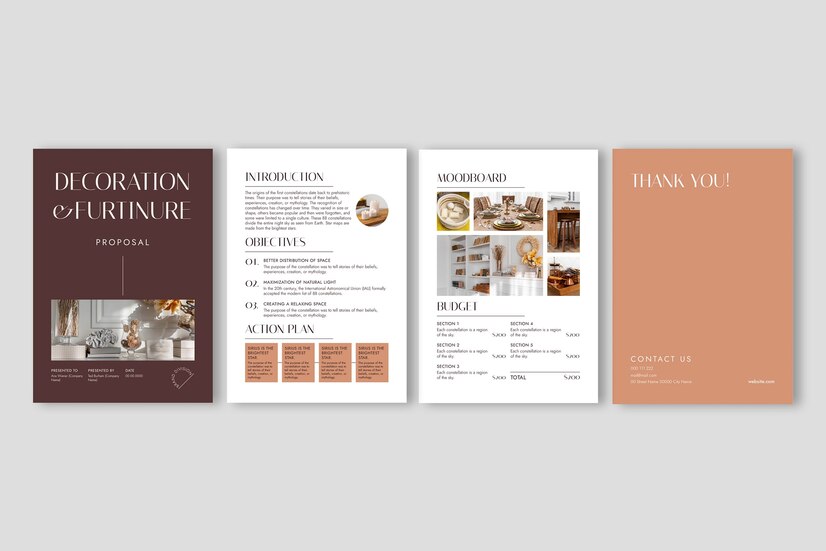 DECORATION
& FURTINURE
PROPOSAL
PRESENTED TO
PRESENTED BY
DATE
00-00-0000
INTRODUCTION
The origins of the first constellations date back to prehistoric
times. Their purpose was to tell stories of their beliefs,
experiences, creation, or mythology. The recognition of
constellations has changed over time. They varied in size or
shape, others became popular and then were forgotten, and
some were limited to a single culture. These 88 constellations
divide the entire night sky as seen from Earth. Star maps are
made from the brightest stars.
OBJECTIVES
01.
BETTER DISTRIBUTION OF SPACE
The purpose of the constellation was to tell stories of their beliefs,
experiences, creation, or mythology.
02.
MAXIMIZATION OF NATURAL LIGHT
In the 20th century, the International Astronomical Union (IAU) formally
accepted the modern list of 88 constellations.
03.
CREATING A RELAXING SPACE
The purpose of the constellation was to tell stories of their beliefs,
experiences, creation, or mythology.
ACTION PLAN
SIRIUS IS THE
BRIGHTEST
STAR
The purpose of the
constellation was to
tell stories of their
beliefs, creation, or
mythology.
SIRIUS IS THE
BRIGHTEST
STAR
The purpose of the
constellation was to
tell stories of their
beliefs, creation, or
mythology.
SIRIUS IS THE
BRIGHTEST
STAR
The purpose of the
constellation was to
tell stories of their
beliefs, creation, or
mythology.
SIRIUS IS THE
BRIGHTEST
STAR
The purpose of the
constellation was to
tell stories of their
beliefs, creation, or
mythology.
MOODBOARD
BUDGET
SECTION 1
Each constellation is a region
of the sky. $200
SECTION 2
Each constellation is a region
of the sky. $200
SECTION 3
Each constellation is a region
of the sky. $200
SECTION 4
Each constellation is a region
of the sky. $200
SECTION 5
Each constellation is a region
of the sky. $200
TOTAL $200
THANK YOU!
CONTACT US
000 111 222
mail@mail.com
00 Street Name 00000 City Name
website.com